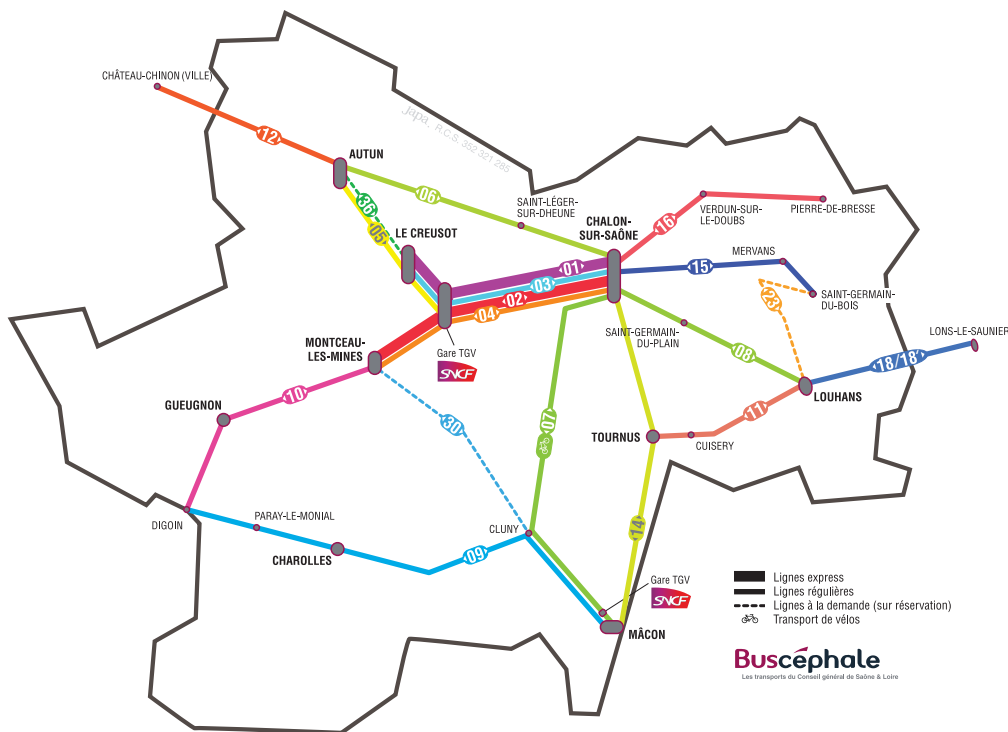 CHÂTEAU-CHINON (VILLE)
12
AUTUN
Japa, R.C.S. 352 321 285
36
05
06
SAINT-LÉGER-
SUR-DHEUNE
LE CREUSOT
CHALON-
SUR-SAÔNE
16
VERDUN-SUR-
LE-DOUBS
PIERRE-DE-BRESSE
01
03
02
04
15
MERVANS
SAINT-GERMAIN-
DU-BOIS
23
MONTCEAU-
LES-MINES
Gare TGV
SNCF
SAINT-GERMAIN-
DU-PLAIN
08
LONS-LE-SAUNIER
18/18'
LOUHANS
10
GUEUGNON
30
07
TOURNUS
11
CUISERY
DIGOIN
PARAY-LE-MONIAL
CHAROLLES
09
CLUNY
14
Gare TGV
SNCF
MÂCON
Lignes express
Lignes régulières
Lignes à la demande (sur réservation)
Transport de vélos
Buscéphale
Les transports du Conseil général de Saône & Loire